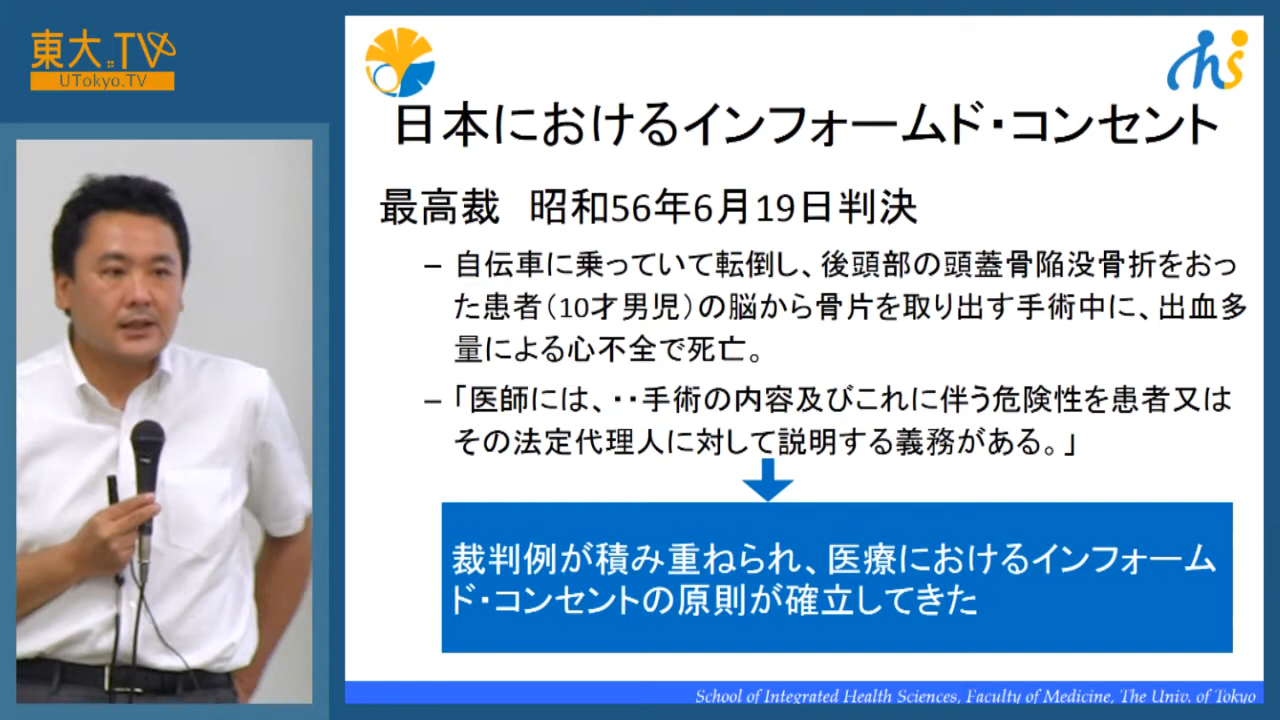 東大.TV
UTokyo.TV
日本におけるインフォームド・コンセント
最高裁　昭和56年6月19日判決
– 自伝車に乗っていて転倒し、後頭部の頭蓋骨陥没骨折をおっ
た患者（10才男児）の脳から骨片を取り出す手術中に、出血多
量による心不全で死亡。
– 「医師には、・・手術の内容及びこれに伴う危険性を患者又は
その法定代理人に対して説明する義務がある。」
裁判例が積み重ねられ、医療におけるインフォーム
ド・コンセントの原則が確立してきた
School of Integrated Health Sciences, Faculty of Medicine, The Univ. of Tokyo